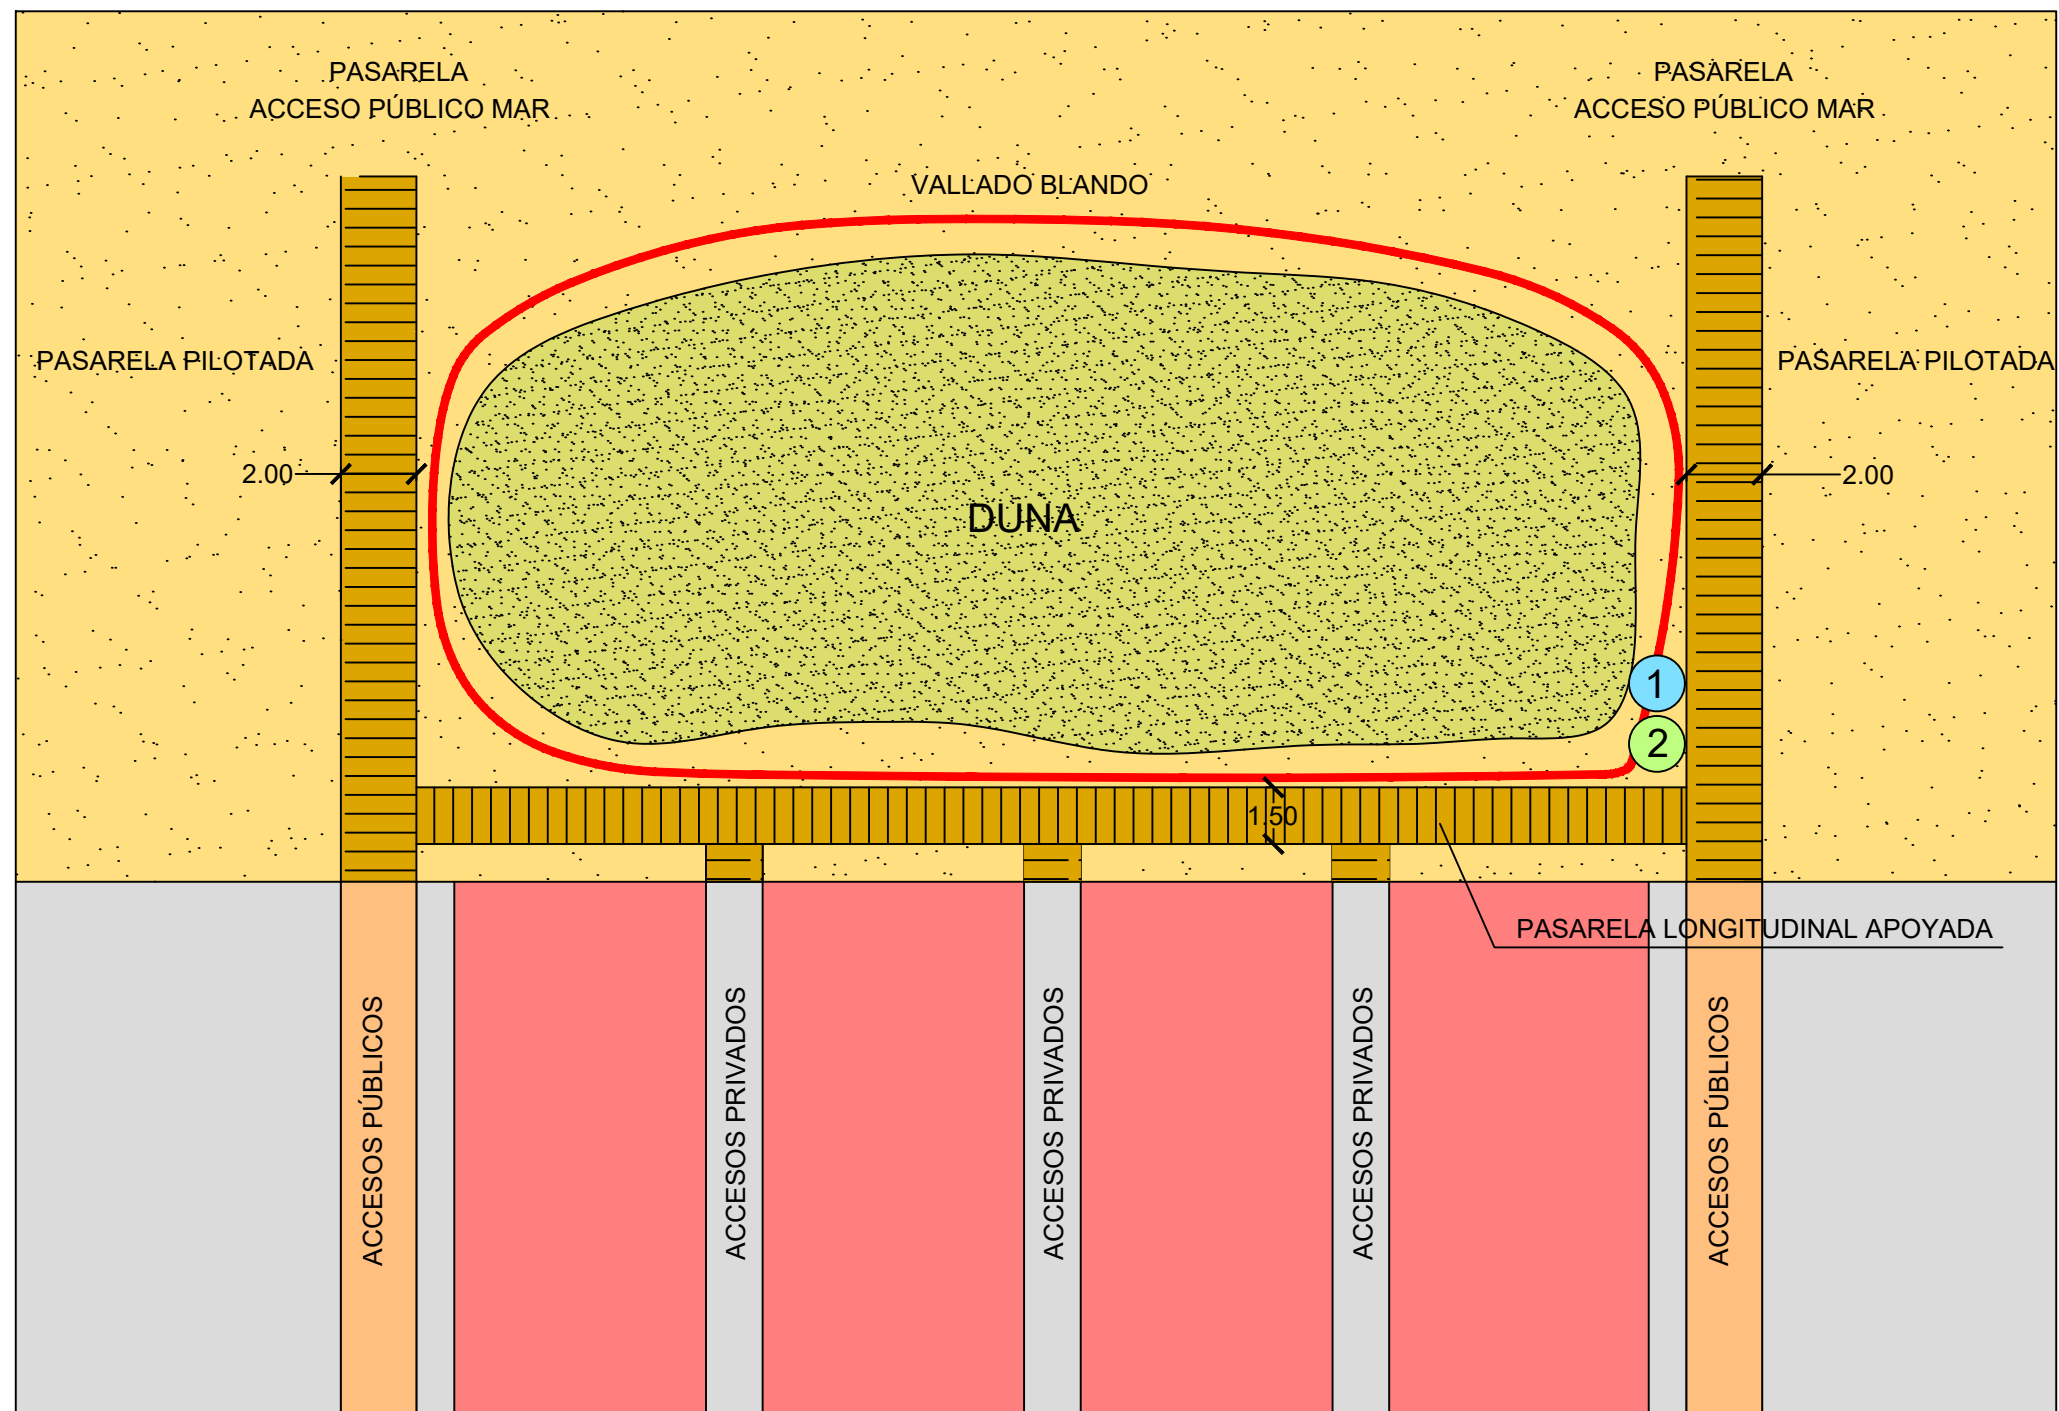 PASARELA
ACCESO PÚBLICO MAR
PASARELA
ACCESO PÚBLICO MAR
VALLADO BLANDO
PASARELA PILOTADA
PASARELA PILOTADA
2.00
2.00
DUNA
1
2
1.50
PASARELA LONGITUDINAL APOYADA
ACCESOS PÚBLICOS
ACCESOS PRIVADOS
ACCESOS PRIVADOS
ACCESOS PRIVADOS
ACCESOS PÚBLICOS